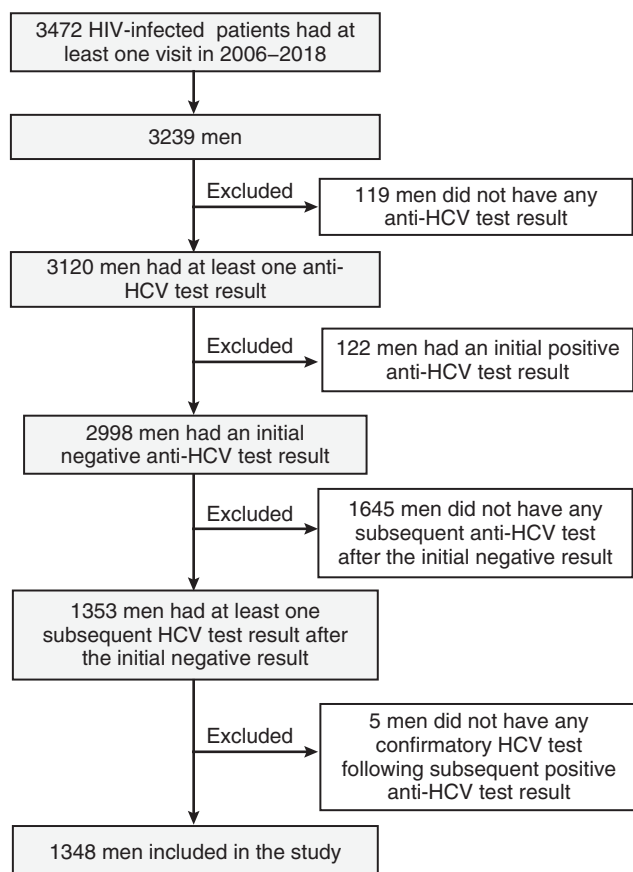 3472 HIV-infected patients had at
least one visit in 2006–2018
3239 men
Excluded
119 men did not have any
anti-HCV test result
3120 men had at least one anti-
HCV test result
Excluded
122 men had an initial positive
anti-HCV test result
2998 men had an initial
negative anti-HCV test result
Excluded
1645 men did not have any
subsequent anti-HCV test
after the initial negative result
1353 men had at least one
subsequent HCV test result after
the initial negative result
Excluded
5 men did not have any
confirmatory HCV test
following subsequent positive
anti-HCV test result
1348 men included in the study